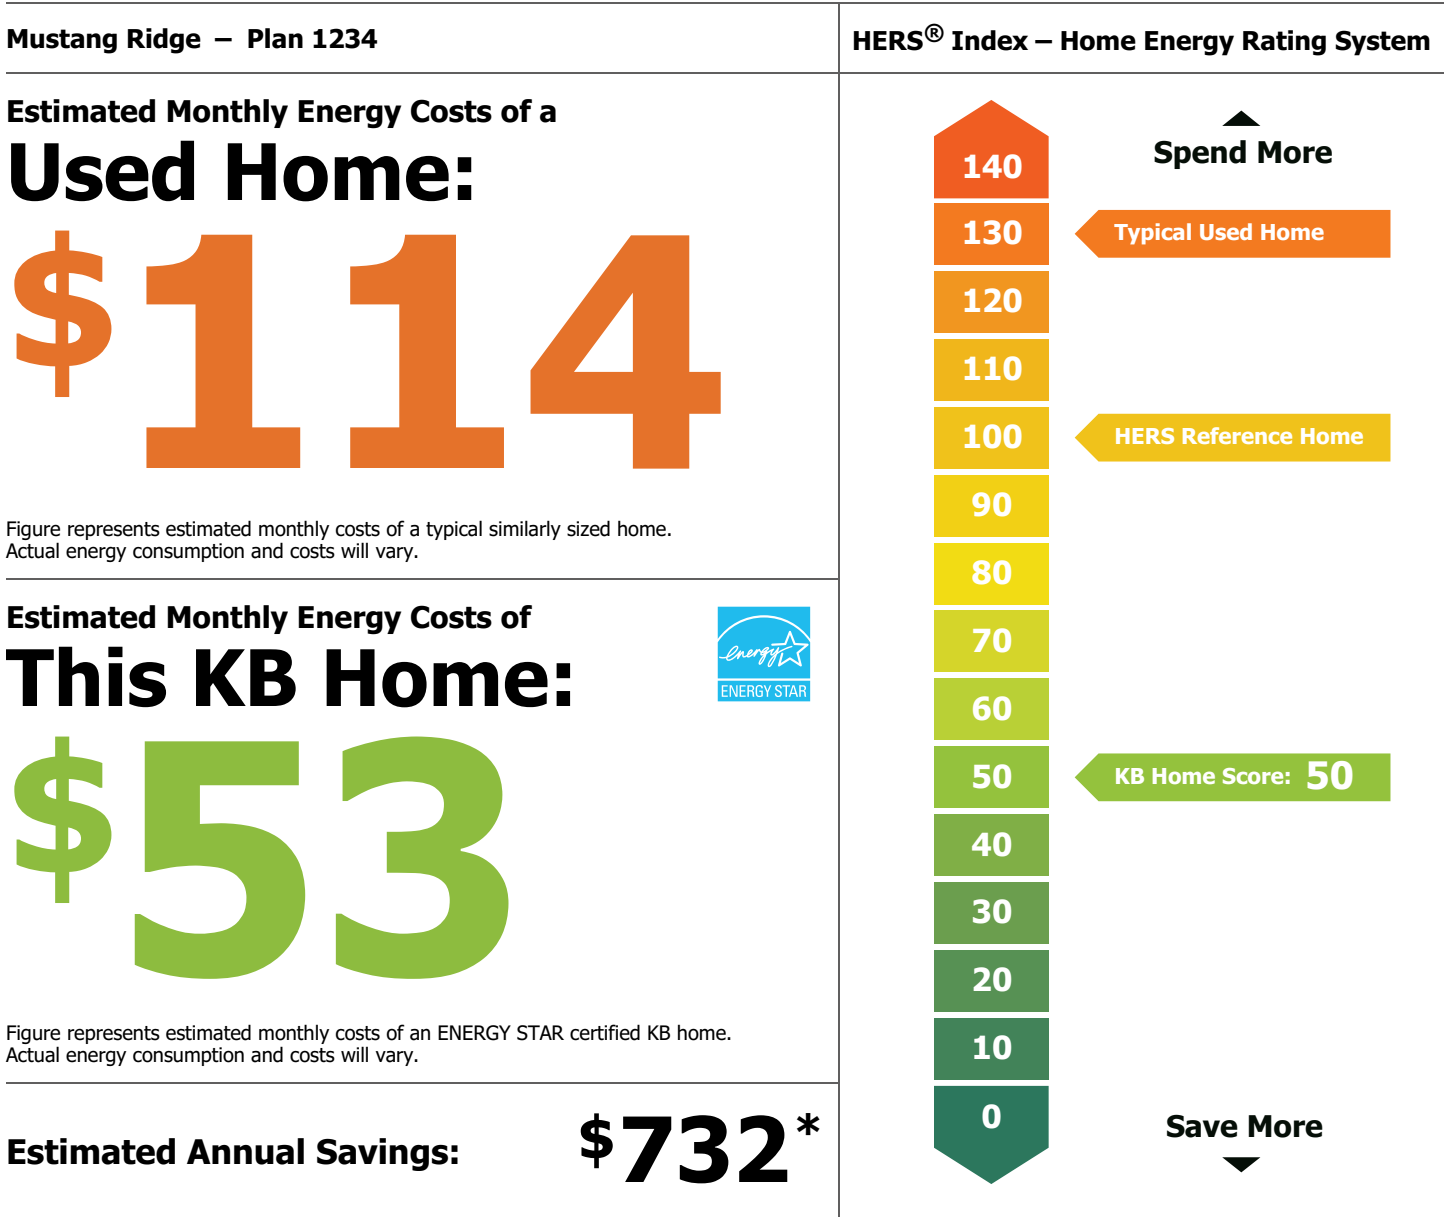 Mustang Ridge – Plan 1234
Estimated Monthly Energy Costs of a
Used Home:
$114
Figure represents estimated monthly costs of a typical similarly sized home.
Actual energy consumption and costs will vary.
Estimated Monthly Energy Costs of
This KB Home:
energy
ENERGY STAR
$53
Figure represents estimated monthly costs of an ENERGY STAR certified KB home.
Actual energy consumption and costs will vary.
Estimated Annual Savings: $732*
HERS® Index – Home Energy Rating System
Spend More
140
130 Typical Used Home
120
110
100 HERS Reference Home
90
80
70
60
50 KB Home Score: 50
40
30
20
10
0
Save More